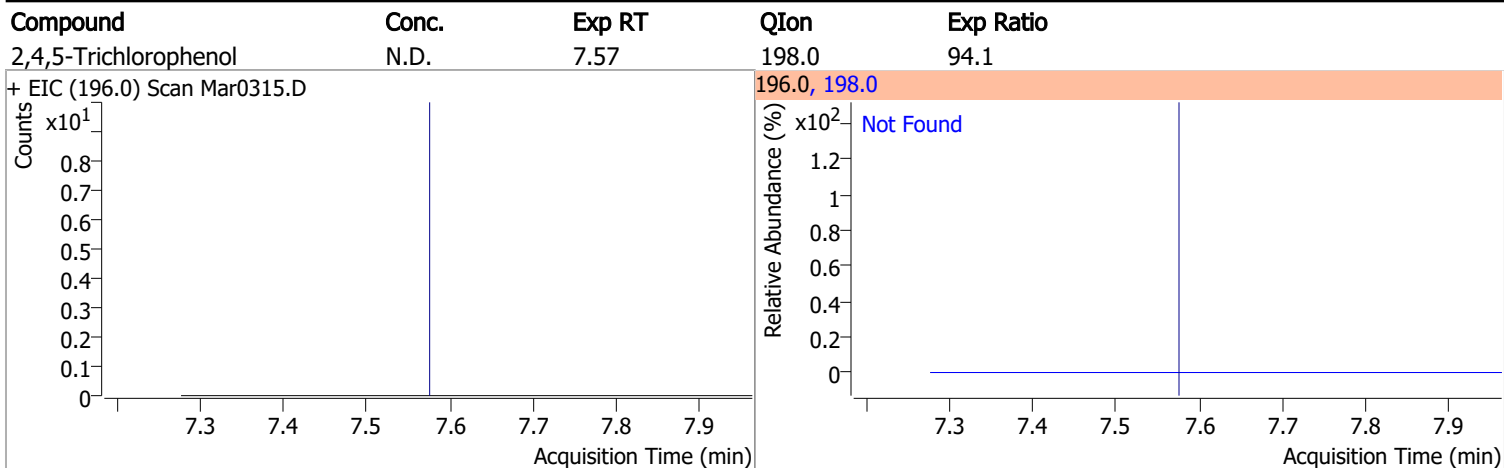 Compound Conc. Exp RT QIon Exp Ratio
2,4,5-Trichlorophenol N.D. 7.57 198.0 94.1
+ EIC (196.0) Scan Mar0315.D
Counts
x10¹
0.8
0.7
0.6
0.5
0.4
0.3
0.2
0.1
0
7.3 7.4 7.5 7.6 7.7 7.8 7.9
Acquisition Time (min)
196.0, 198.0
Relative Abundance (%)
x10²
Not Found
1.2
1
0.8
0.6
0.4
0.2
0
7.3 7.4 7.5 7.6 7.7 7.8 7.9
Acquisition Time (min)